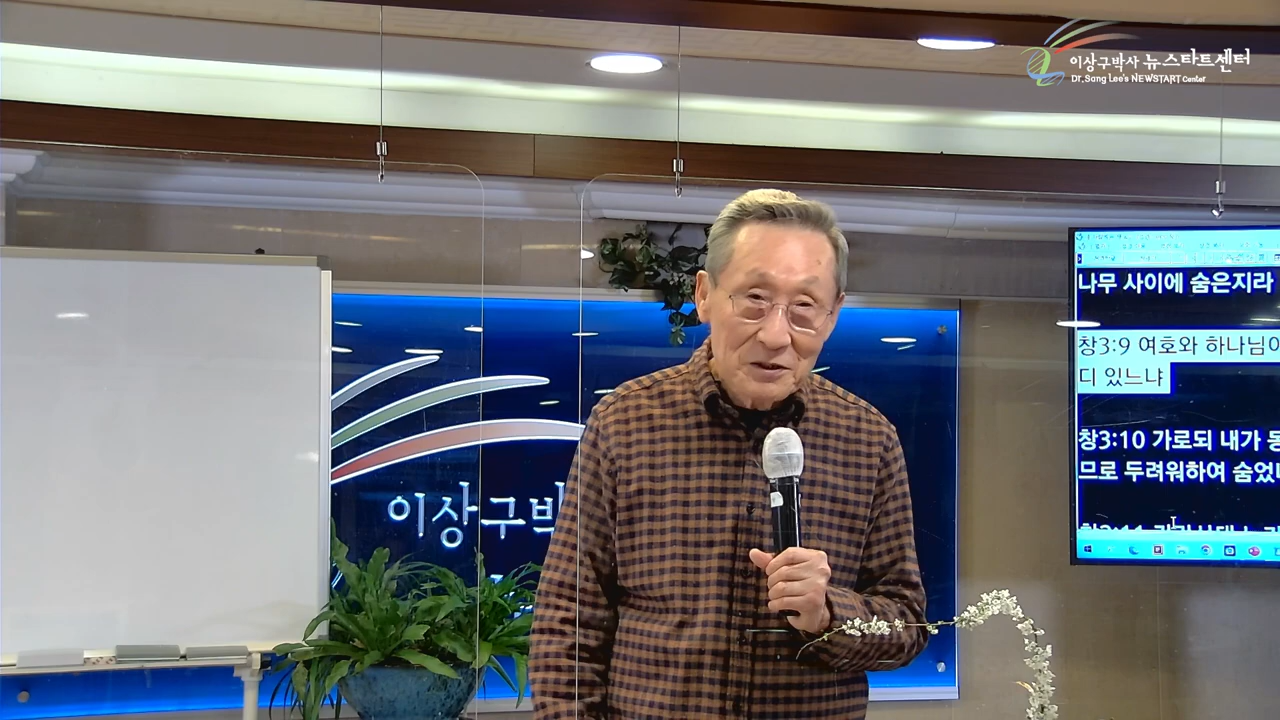 이상구박사 뉴스타트센터
Dr. Sang Lee's NEWSTART Center
나무 사이에 숨은지라
창3:9 여호와 하나님이
디 있느냐
창3:10 가로되 내가
므로 두려워하여 숨었
이상구박